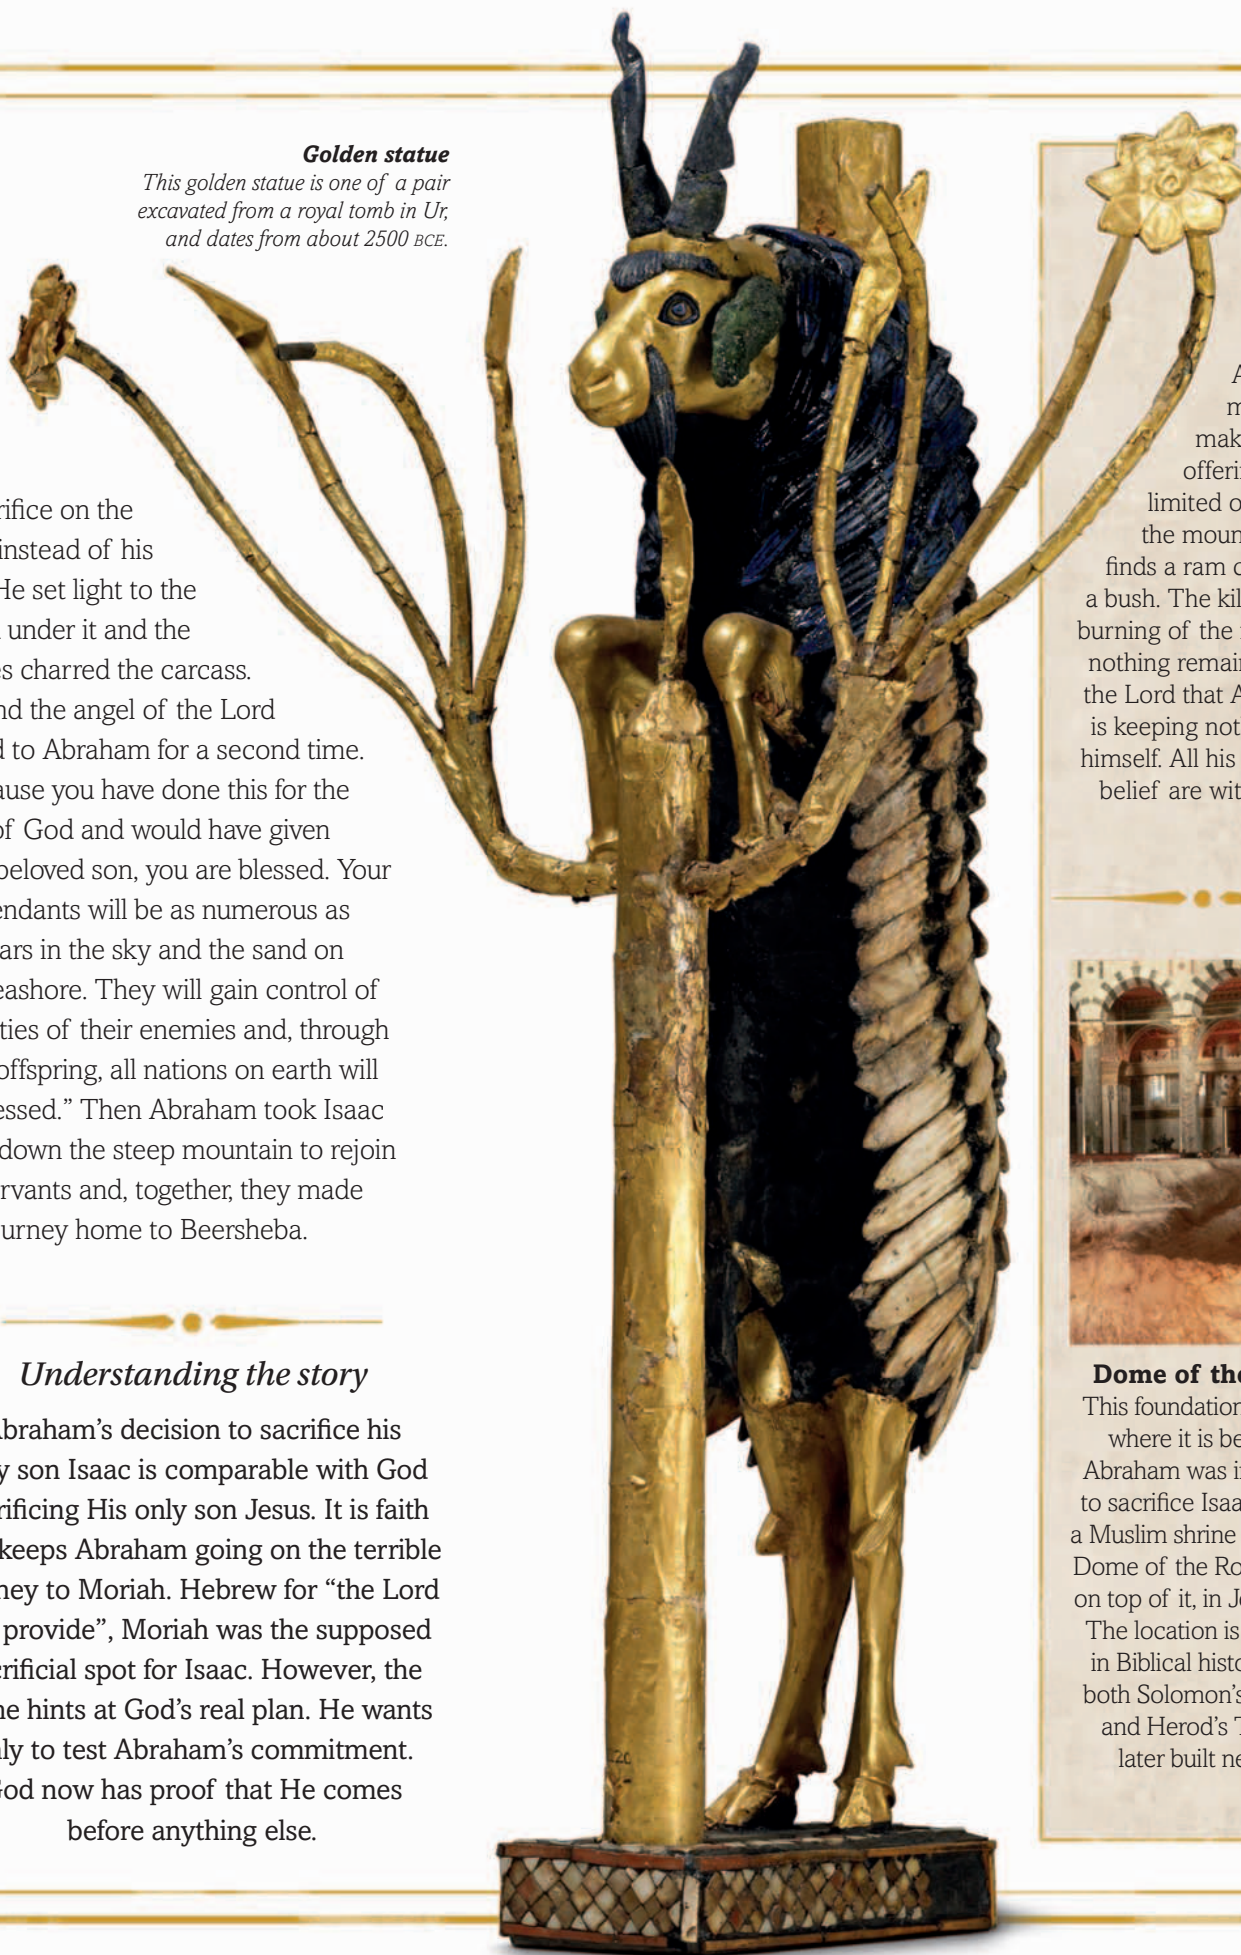 Golden statue
This golden statue is one of a pair
excavated from a royal tomb in Ur,
and dates from about 2500 BCE.
rifice on the
instead of his
He set light to the
under it and the
es charred the carcass.
nd the angel of the Lord
d to Abraham for a second time.
ause you have done this for the
of God and would have given
beloved son, you are blessed. Your
endants will be as numerous as
ars in the sky and the sand on
eashore. They will gain control of
ties of their enemies and, through
offspring, all nations on earth will
essed.” Then Abraham took Isaac
down the steep mountain to rejoin
rvants and, together, they made
urney home to Beersheba.
Understanding the story
Abraham’s decision to sacrifice his
y son Isaac is comparable with God
rificing His only son Jesus. It is faith
keeps Abraham going on the terrible
ney to Moriah. Hebrew for “the Lord
provide”, Moriah was the supposed
crificial spot for Isaac. However, the
ne hints at God’s real plan. He wants
ly to test Abraham’s commitment.
God now has proof that He comes
before anything else.
A
m
mak
offeri
limited o
the moun
finds a ram c
a bush. The kil
burning of the
nothing remai
the Lord that A
is keeping not
himself. All his
belief are wit
Dome of the
This foundation
where it is be
Abraham was i
to sacrifice Isaa
a Muslim shrine
Dome of the Ro
on top of it, in J
The location is
in Biblical histo
both Solomon’s
and Herod’s T
later built ne